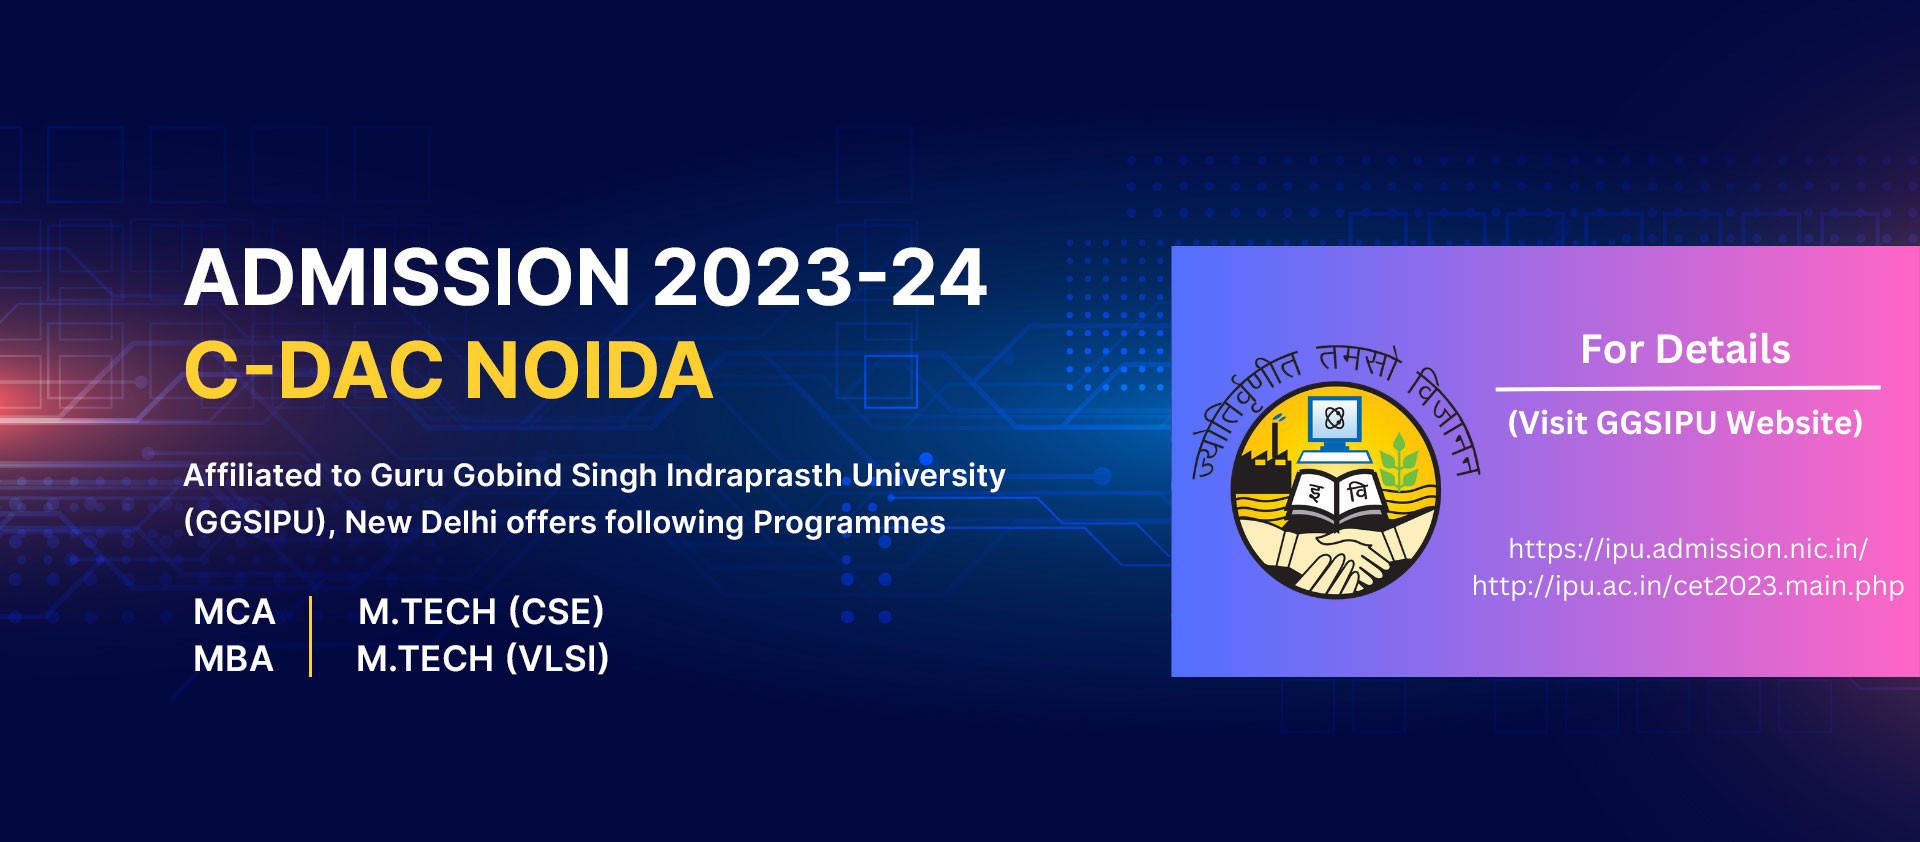 ADMISSION 2023-24
C-DAC NOIDA
Affiliated to Guru Gobind Singh Indraprasth University
(GGSIPU), New Delhi offers following Programmes
MCA
MBA
M.TECH (CSE)
M.TECH (VLSI)
ज्योतिर्वृणीत तमसो विजानन
इ वि
For Details
(Visit GGSIPU Website)
https://ipu.admission.nic.in/
http://ipu.ac.in/cet2023.main.php